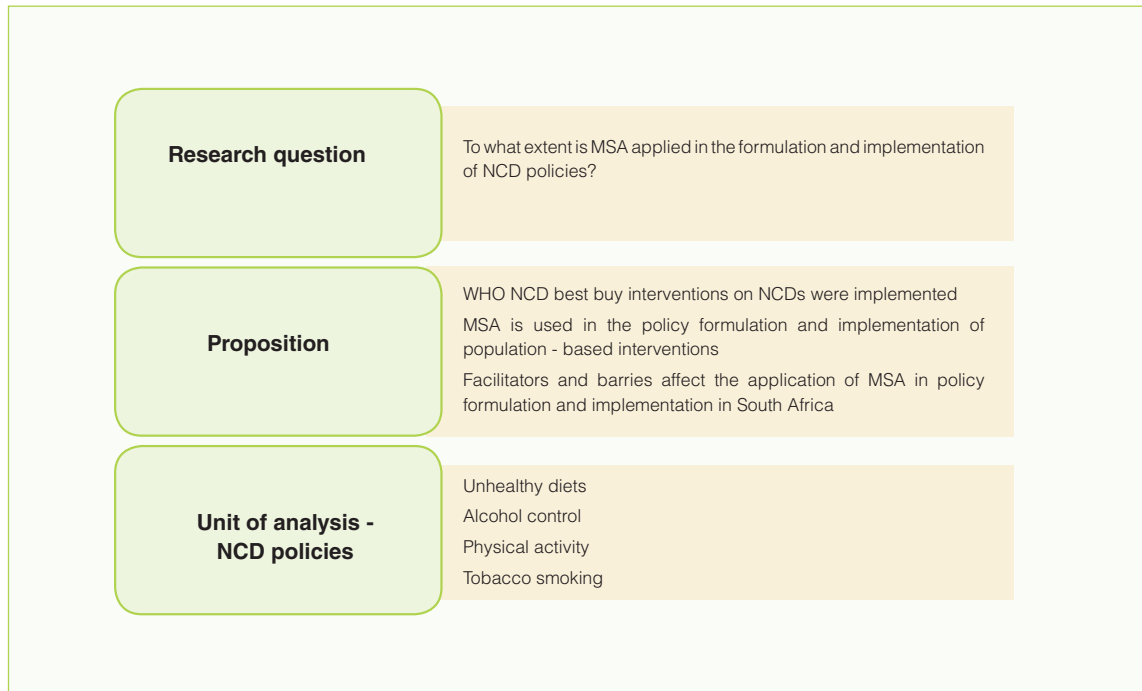 Research question
To what extent is MSA applied in the formulation and implementation
of NCD policies?
Proposition
WHO NCD best buy interventions on NCDs were implemented
MSA is used in the policy formulation and implementation of
population - based interventions
Facilitators and barries affect the application of MSA in policy
formulation and implementation in South Africa
Unit of analysis -
NCD policies
Unhealthy diets
Alcohol control
Physical activity
Tobacco smoking